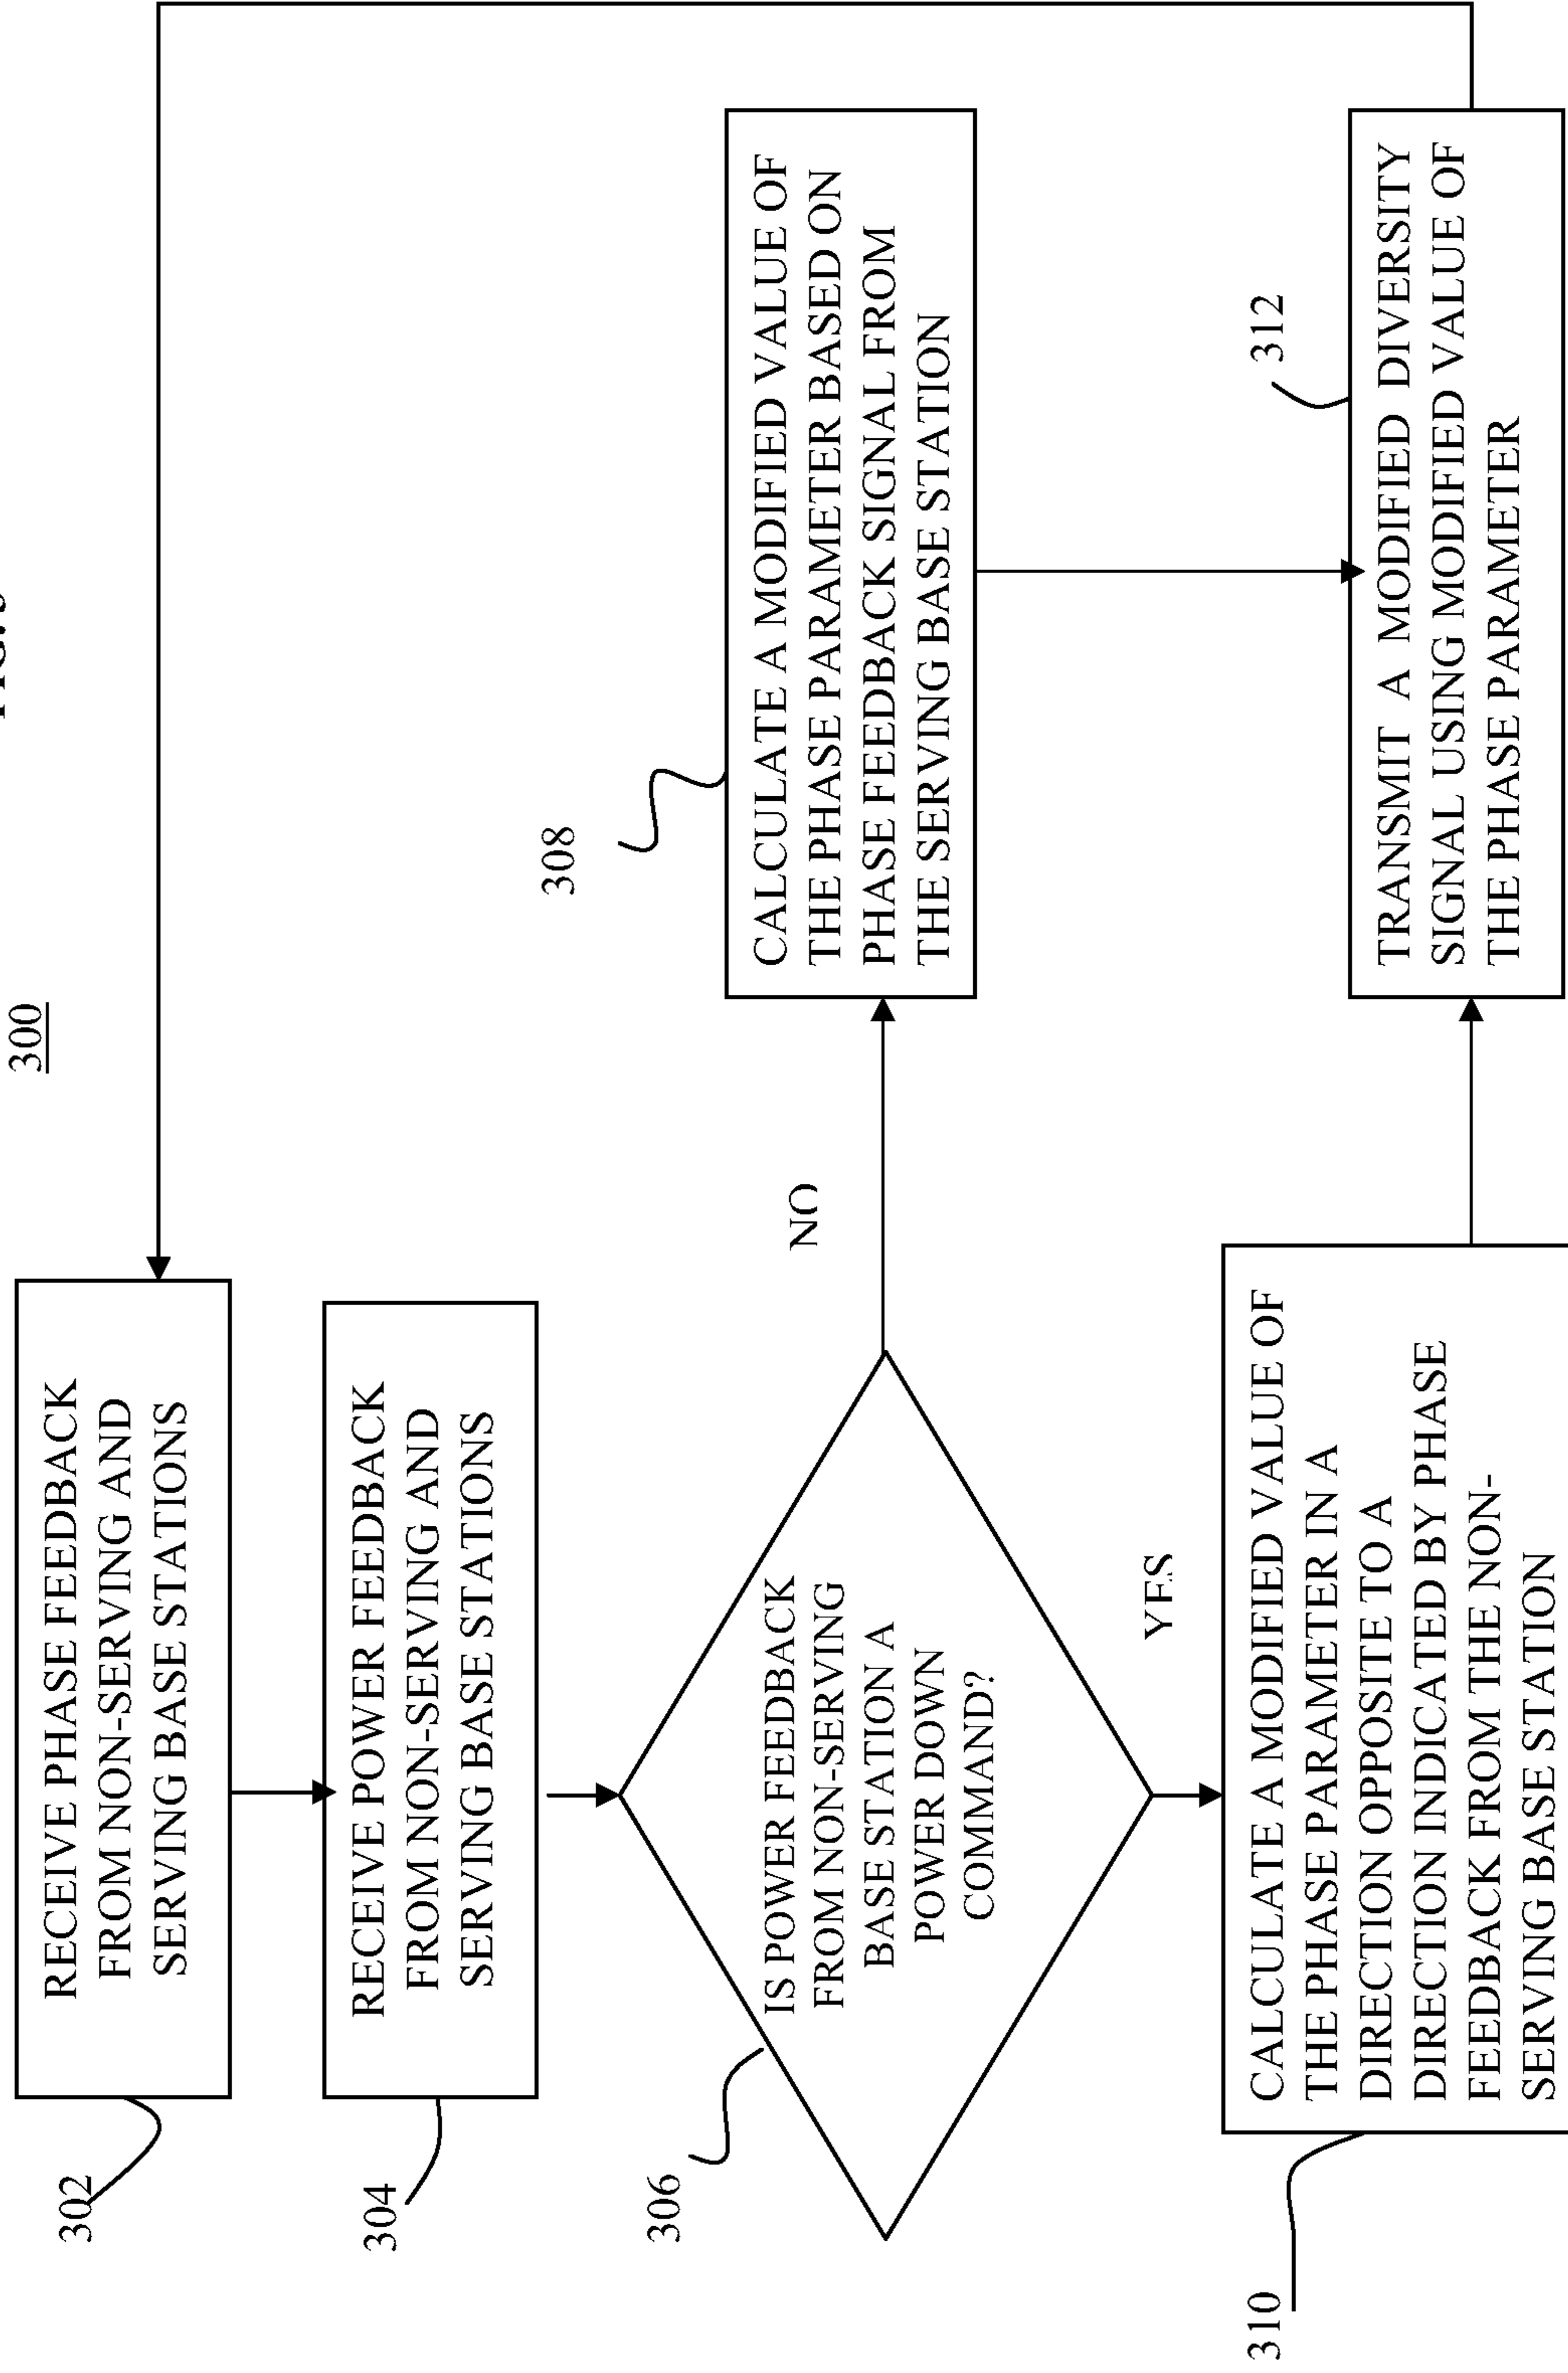 300
302
RECEIVE PHASE FEEDBACK
FROM NON-SERVING AND
SERVING BASE STATIONS
304
RECEIVE POWER FEEDBACK
FROM NON-SERVING AND
SERVING BASE STATIONS
306
IS POWER FEEDBACK
FROM NON-SERVING
BASE STATION A
POWER DOWN
COMMAND?
NO
308
CALCULATE A MODIFIED VALUE OF
THE PHASE PARAMETER BASED ON
PHASE FEEDBACK SIGNAL FROM
THE SERVING BASE STATION
YES
310
CALCULATE A MODIFIED VALUE OF
THE PHASE PARAMETER IN A
DIRECTION OPPOSITE TO A
DIRECTION INDICATED BY PHASE
FEEDBACK FROM THE NON-
SERVING BASE STATION
312
TRANSMIT A MODIFIED DIVERSITY
SIGNAL USING MODIFIED VALUE OF
THE PHASE PARAMETER